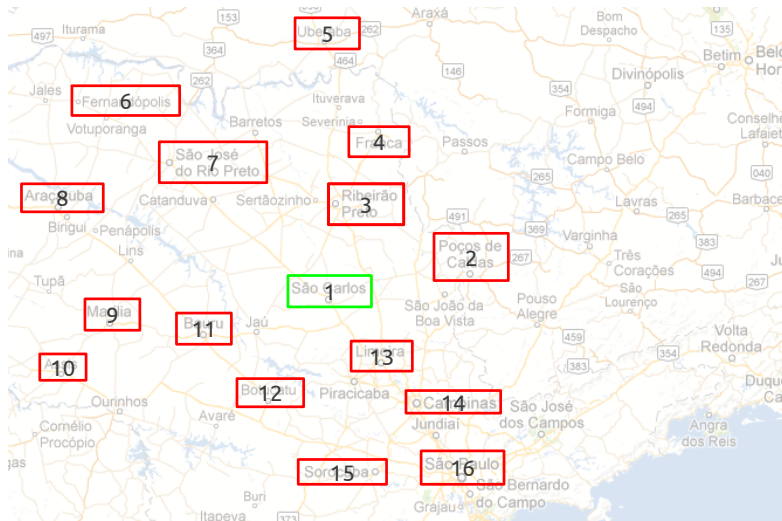 153
Araxá
Bom
Despacho
135
Iturama
497
5
Uberaba
262
364
Betim
464
146
Divinópolis
262
354
494
Jales
6
Fernandópolis
Ituverava
Formiga
Votuporanga
Barretos
Severinia
4
Franca
Passos
São José
do Rio Preto
7
Campo Belo
265
040
8
Araçatuba
Catanduva
Sertãozinho
3
Ribeirão
Preto
Lavras
265
Birigui
Penápolis
491
369
383
Lins
2
Poços de
Caldas
267
Varginha
Três
Corações
494
267
Tupã
1
São Carlos
São João da
Boa Vista
Pouso
Alegre
São
Lourenço
9
Marília
11
Bauru
Jaú
459
Volta
Redonda
13
Limeira
383
354
10
Assis
12
Botucatu
Piracicaba
Ourinhos
14
Campinas
São José
dos Campos
Avaré
Jundiaí
Angra
dos Reis
Cornélio
Procópio
15
Sorocaba
16
São Paulo
São Bernardo
do Campo
Buri
Grajaú
Itapeva
373